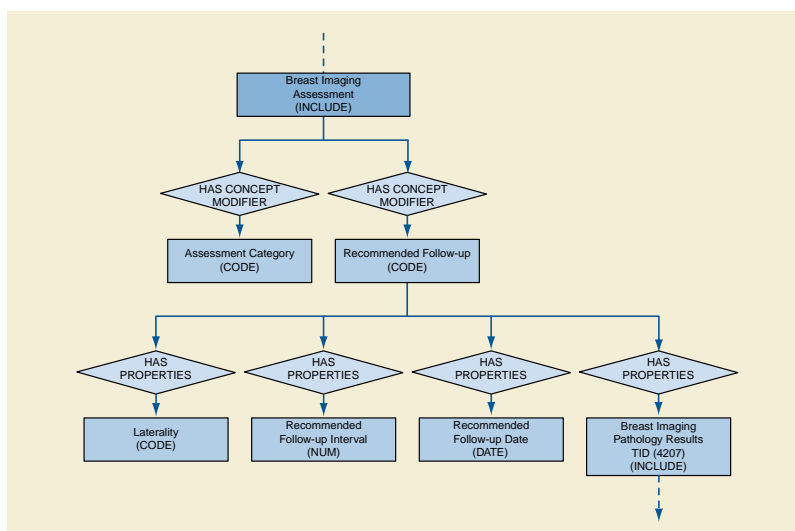 Breast Imaging
Assessment
(INCLUDE)
HAS CONCEPT
MODIFIER
HAS CONCEPT
MODIFIER
Assessment Category
(CODE)
Recommended Follow-up
(CODE)
HAS
PROPERTIES
HAS
PROPERTIES
HAS
PROPERTIES
HAS
PROPERTIES
Laterality
(CODE)
Recommended
Follow-up Interval
(NUM)
Recommended
Follow-up Date
(DATE)
Breast Imaging
Pathology Results
TID (4207)
(INCLUDE)